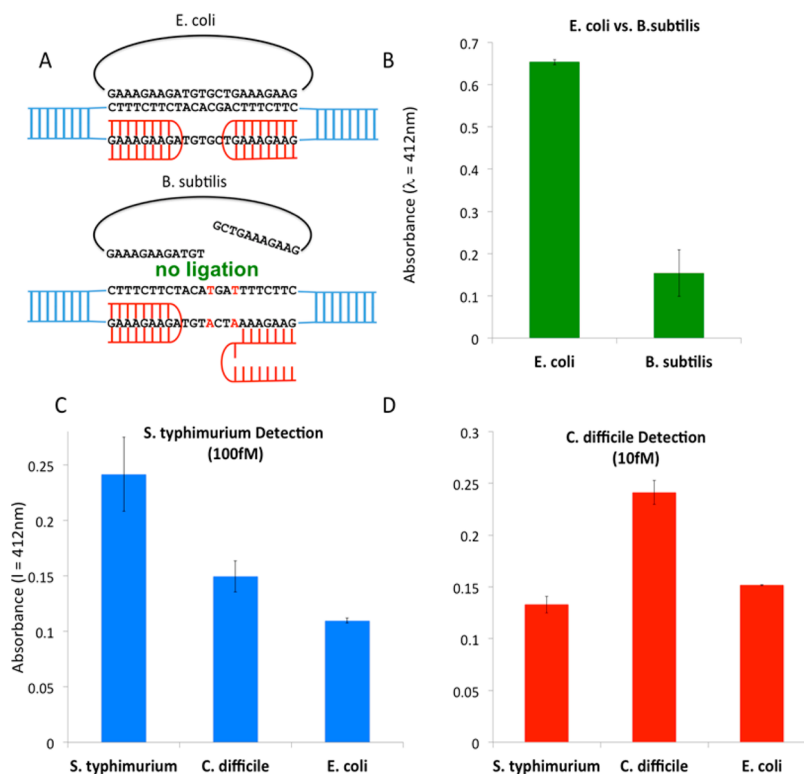 A
E. coli
GAAAGAAGATGTGCTGAAAGAAG
CTTTCTTCTACACGACTTTCTTC
GAAAGAAGATGTGCTGAAAGAAG
B. subtilis
GCTGAAAGAAG
GAAAGAAGATGT
no ligation
CTTTCTTCTACATGATTTTCTTC
GAAAGAAGATGTACTAAAAGAAG
B
E. coli vs. B.subtilis
Absorbance (λ = 412nm)
0.7
0.6
0.5
0.4
0.3
0.2
0.1
0
E. coli
B. subtilis
C
S. typhimurium Detection
(100fM)
Absorbance (l = 412nm)
0.25
0.2
0.15
0.1
0.05
0
S. typhimurium
C. difficile
E. coli
D
C. difficile Detection
(10fM)
0.3
0.25
0.2
0.15
0.1
0.05
0
S. typhimurium
C. difficile
E. coli